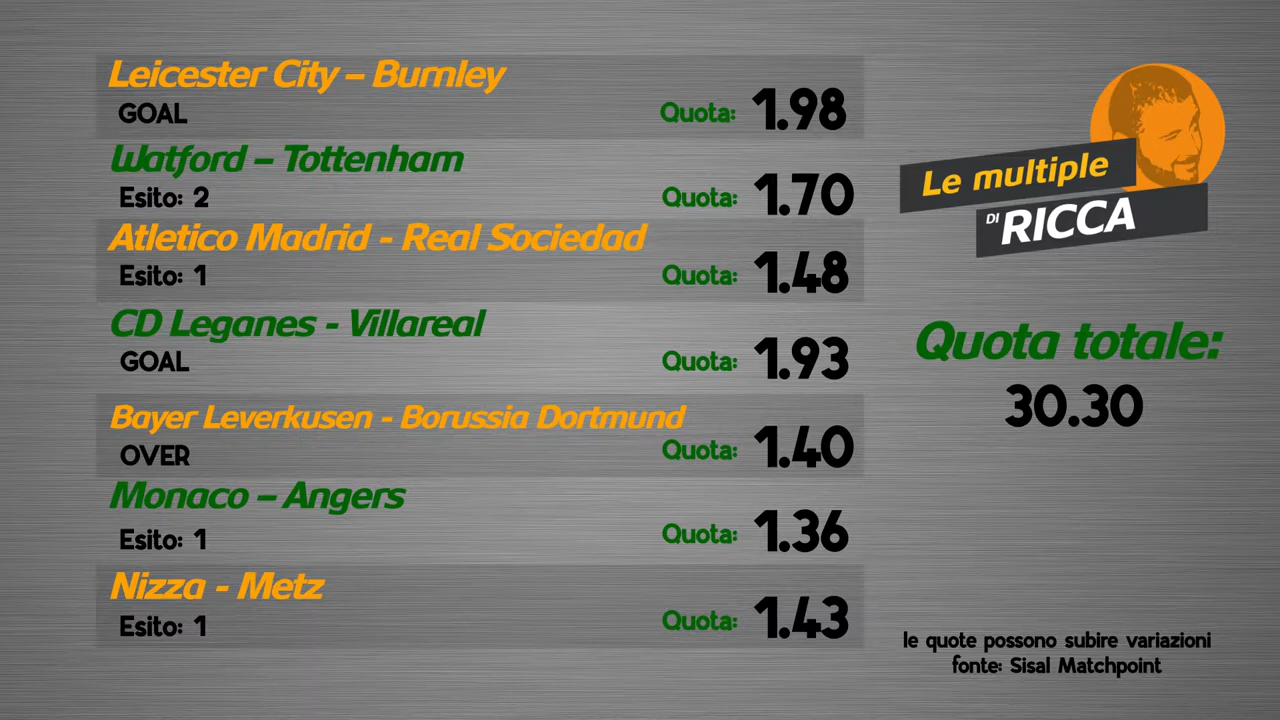 Leicester City – Burnley
GOAL
Quota: 1.98
Watford – Tottenham
Esito: 2
Quota: 1.70
Atletico Madrid - Real Sociedad
Esito: 1
Quota: 1.48
CD Leganes - Villareal
GOAL
Quota: 1.93
Bayer Leverkusen - Borussia Dortmund
OVER
Quota: 1.40
Monaco – Angers
Esito: 1
Quota: 1.36
Nizza - Metz
Esito: 1
Quota: 1.43
Le multiple
DI RICCA
Quota totale:
30.30
le quote possono subire variazioni
fonte: Sisal Matchpoint